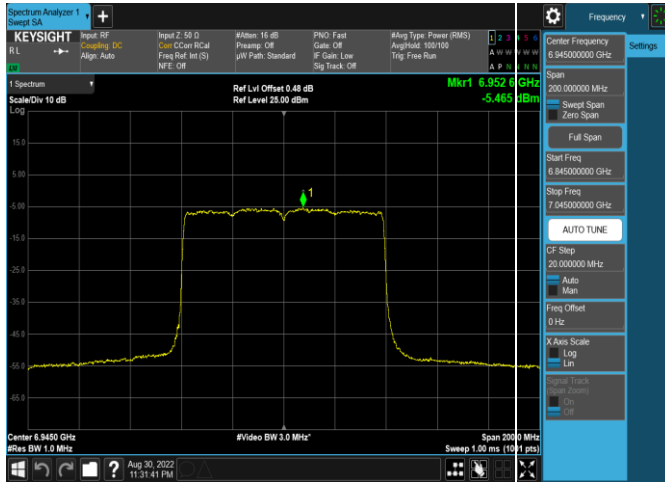 Spectrum Analyzer 1
Swept SA
Frequency
KEYSIGHT
RL
LXI
Input: RF
Coupling: DC
Align: Auto
Input Z: 50 Ω
Corr CCorr RCal
Freq Ref: Int (S)
NFE: Off
#Atten: 16 dB
Preamp: Off
µW Path: Standard
PNO: Fast
Gate: Off
IF Gain: Low
Sig Track: Off
#Avg Type: Power (RMS)
Avg|Hold: 100/100
Trig: Free Run
1 2 3 4 5 6
A W W W W W
A P N N N N
1 Spectrum
Scale/Div 10 dB
Log
Ref Lvl Offset 0.48 dB
Ref Level 25.00 dBm
Mkr1 6.952 6 GHz
-5.465 dBm
15.0
5.00
-5.00
-15.0
-25.0
-35.0
-45.0
-55.0
-65.0
1
Center 6.9450 GHz
#Res BW 1.0 MHz
#Video BW 3.0 MHz*
Span 200.0 MHz
Sweep 1.00 ms (1001 pts)
Aug 30, 2022
11:31:41 PM
Center Frequency
6.945000000 GHz
Settings
Span
200.000000 MHz
Swept Span
Zero Span
Full Span
Start Freq
6.845000000 GHz
Stop Freq
7.045000000 GHz
AUTO TUNE
CF Step
20.000000 MHz
Auto
Man
Freq Offset
0 Hz
X Axis Scale
Log
Lin
Signal Track
(Span Zoom)
On
Off